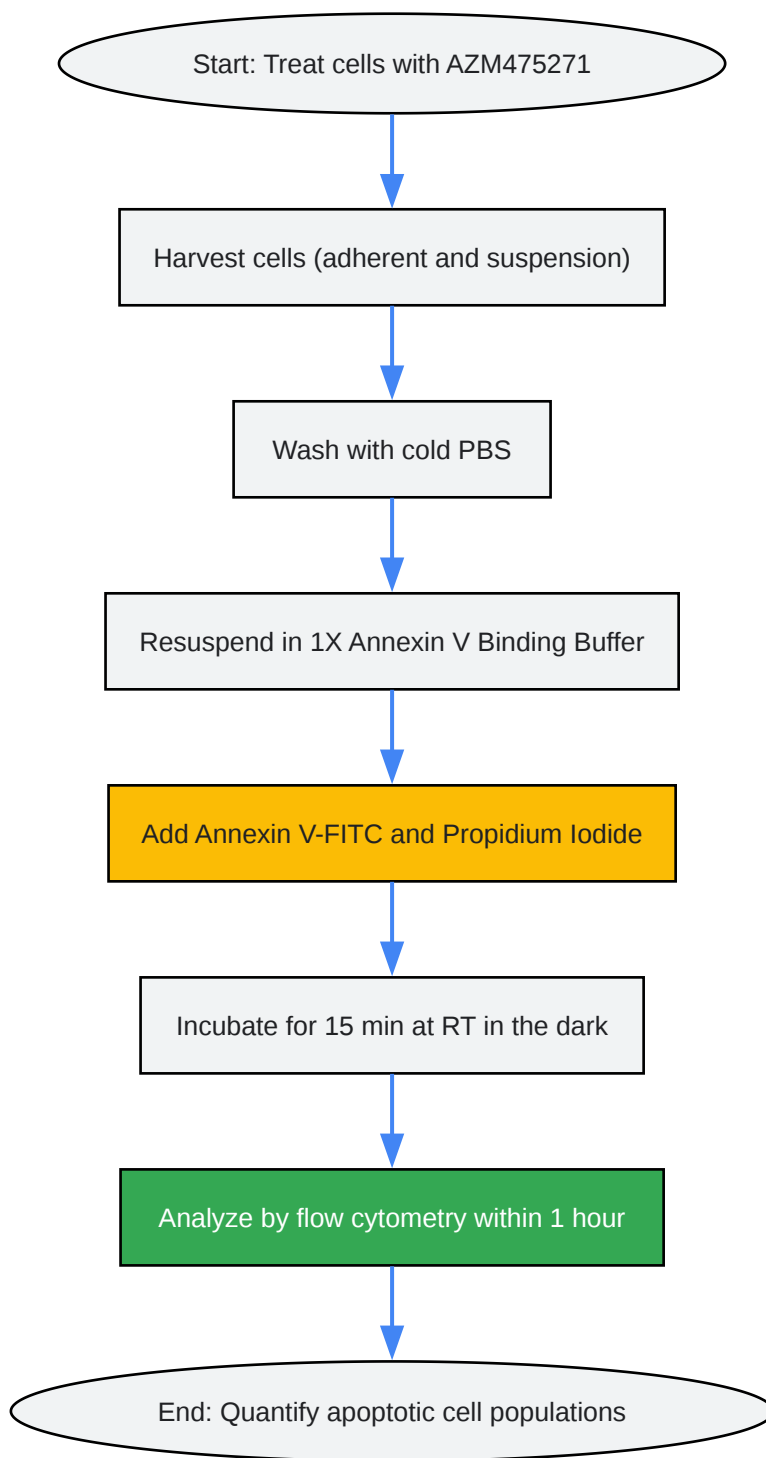 Start: Treat cells with AZM475271
Harvest cells (adherent and suspension)
Wash with cold PBS
Resuspend in 1X Annexin V Binding Buffer
Add Annexin V-FITC and Propidium Iodide
Incubate for 15 min at RT in the dark
Analyze by flow cytometry within 1 hour
End: Quantify apoptotic cell populations